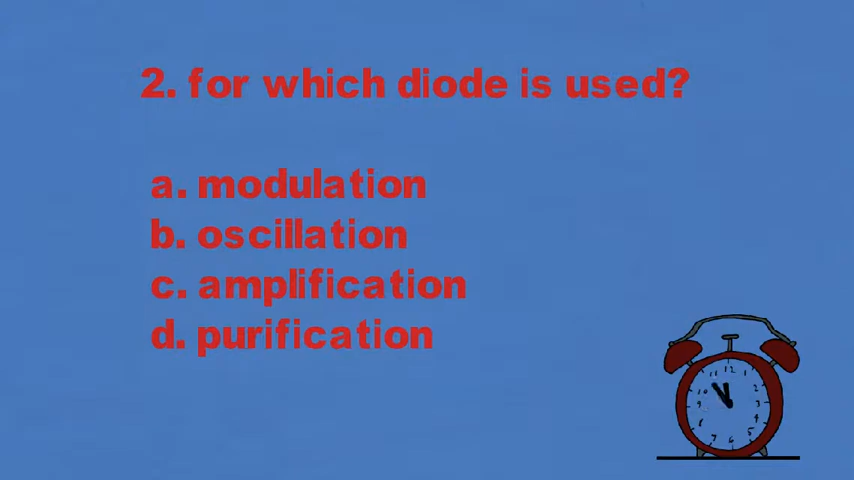 2. for which diode is used?
a. modulation
b. oscillation
c. amplification
d. purification